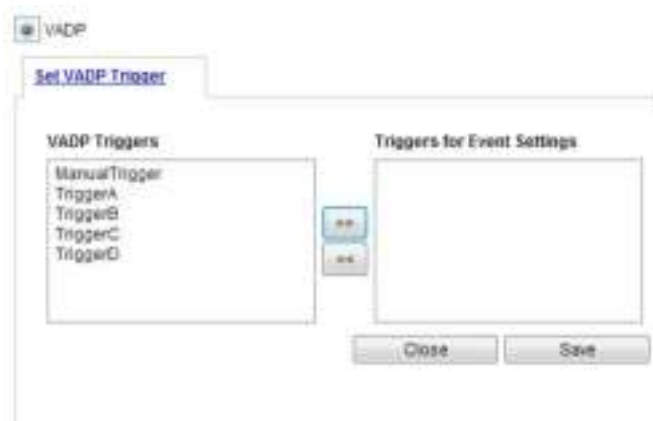 VADP
Set VADP Trigger
VADP Triggers
Triggers for Event Settings
ManualTrigger
TriggerA
TriggerB
TriggerC
TriggerD
>>
<<
Close
Save